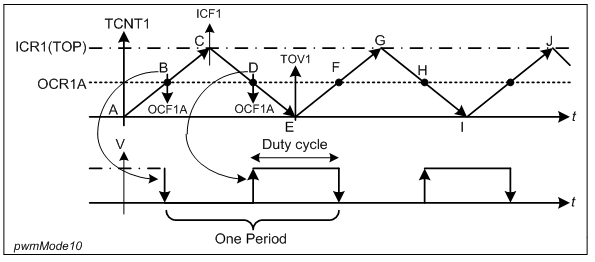 TCNT1
ICF1
ICR1(TOP)
C
G
J
B
D
TOV1
F
H
OCR1A
A
OCF1A
OCF1A
E
I
t
V
Duty cycle
t
One Period
pwmMode10